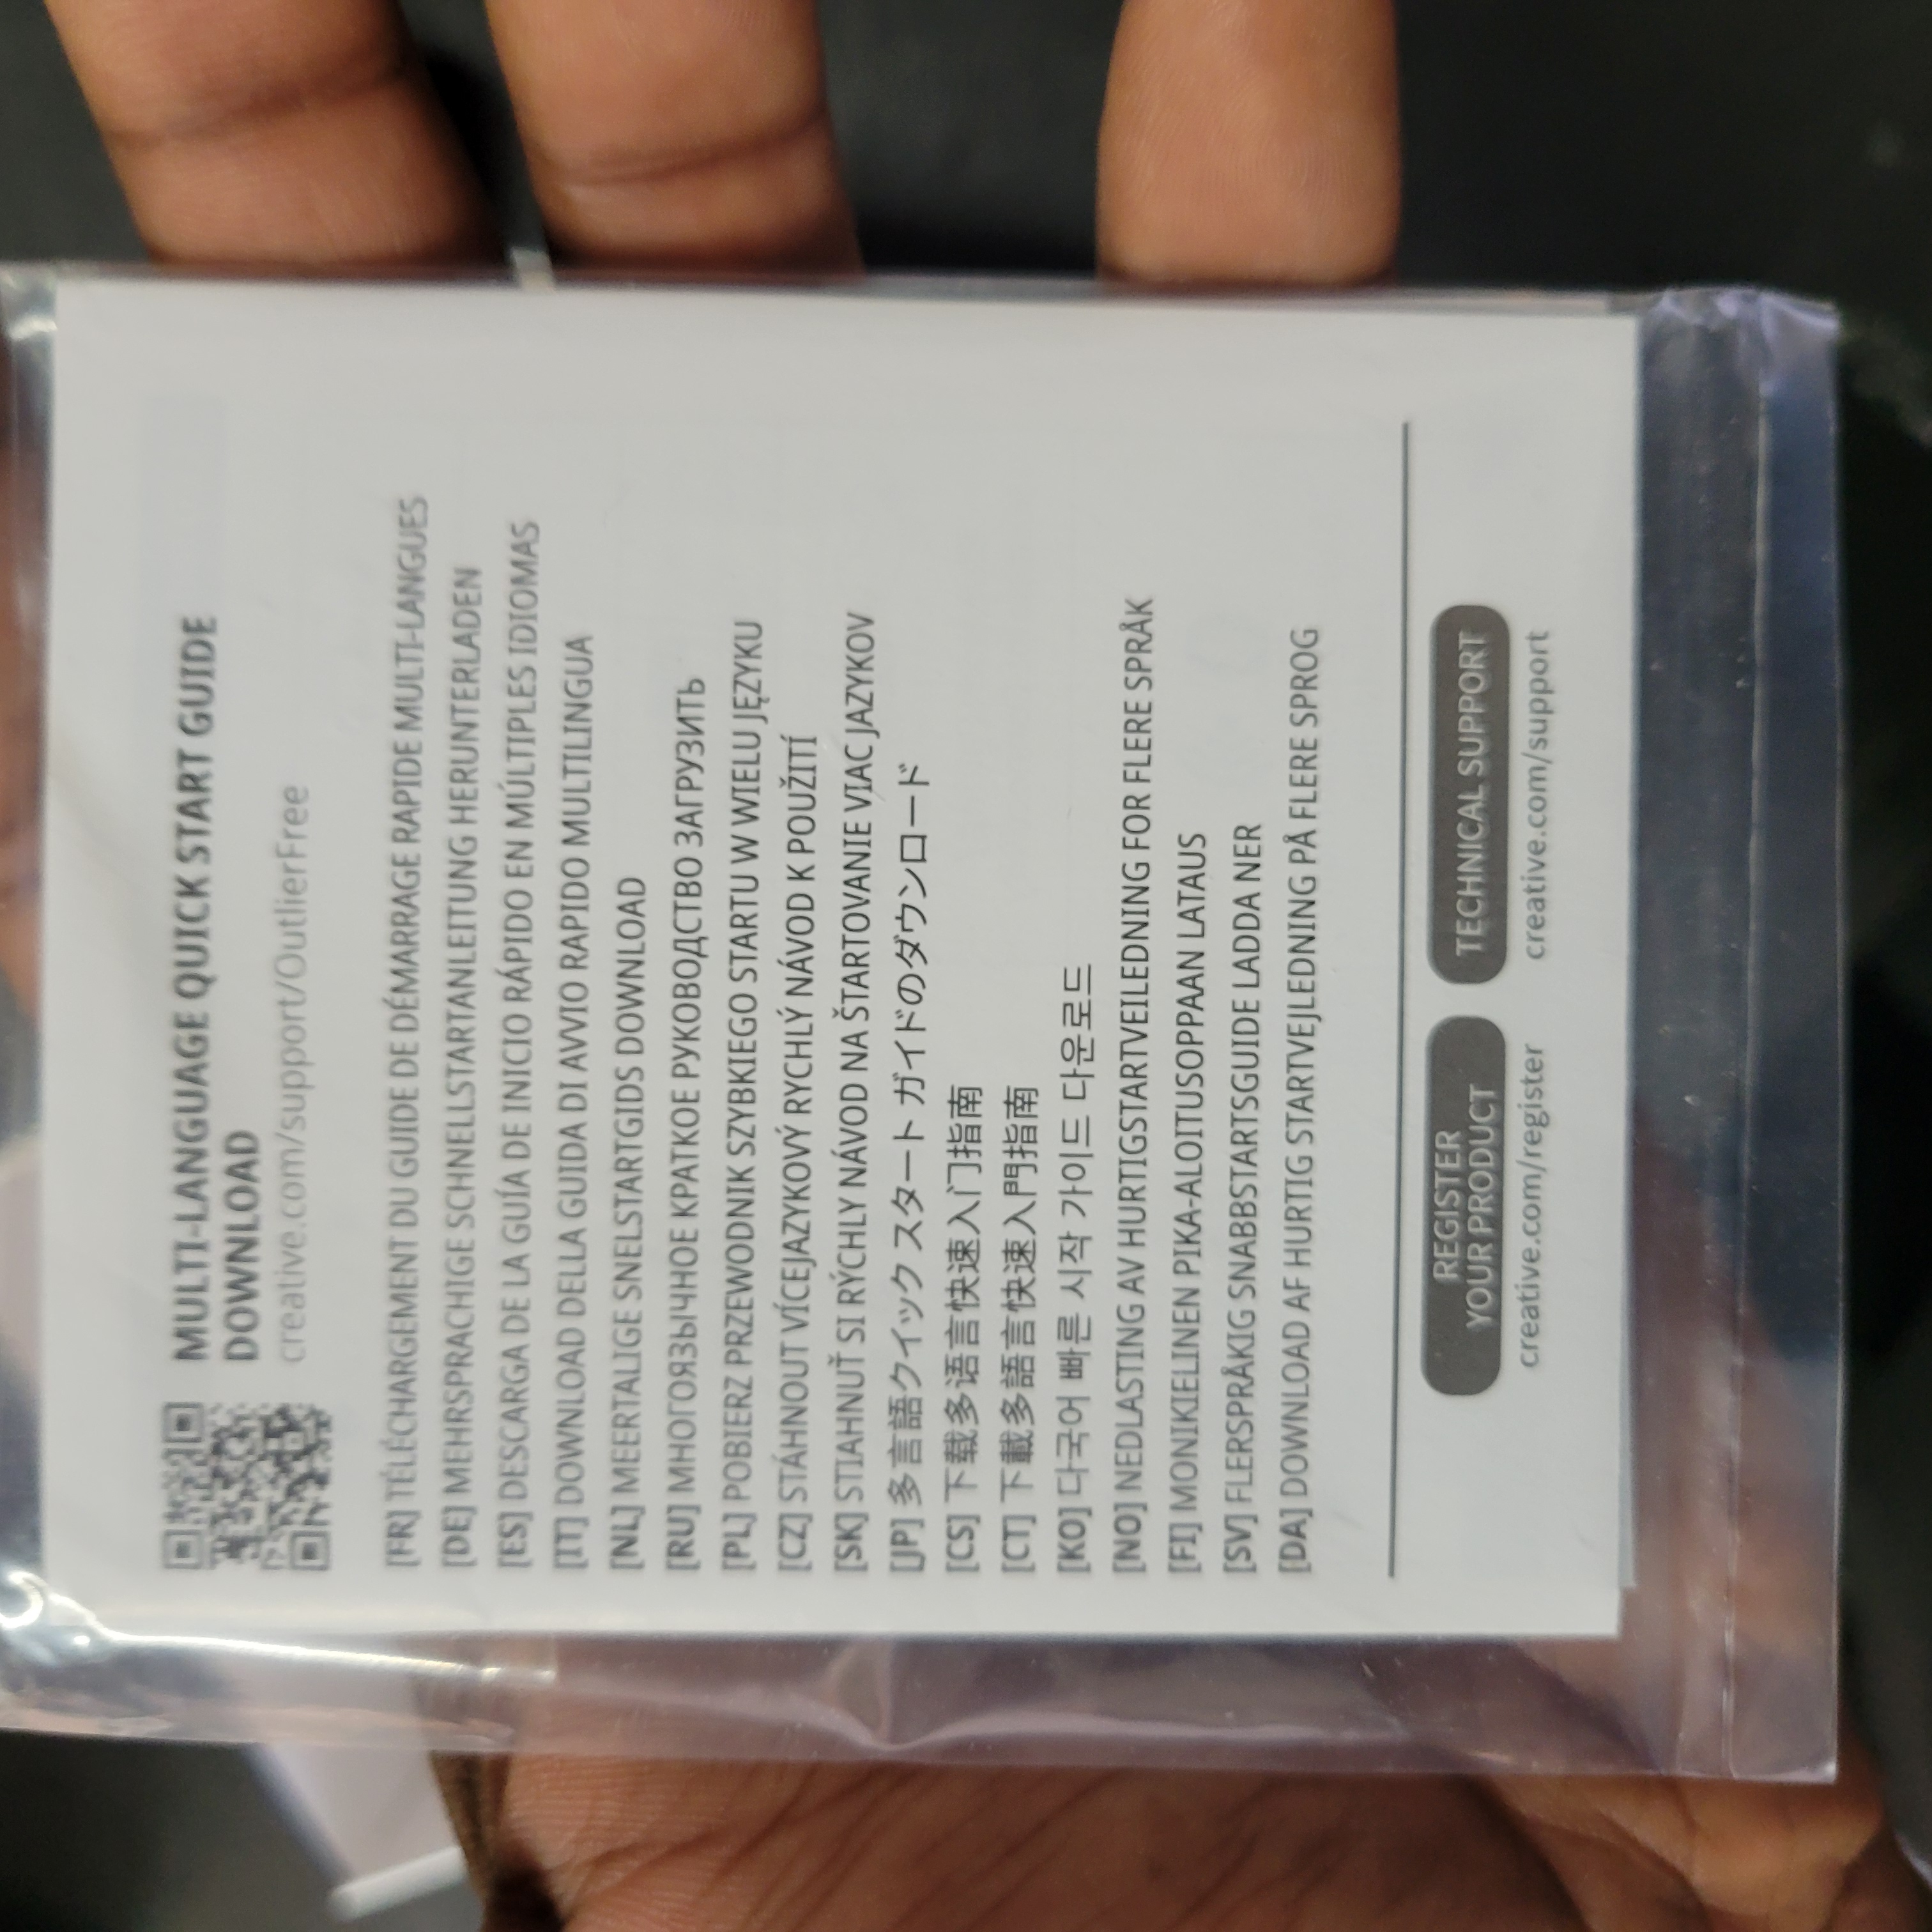 MULTI-LANGUAGE QUICK START GUIDE
DOWNLOAD
creative.com/support/OutlierFree
[FR] TÉLÉCHARGEMENT DU GUIDE DE DÉMARRAGE RAPIDE MULTI-LANGUES
[DE] MEHRSPRACHIGE SCHNELLSTARTANLEITUNG HERUNTERLADEN
[ES] DESCARGA DE LA GUÍA DE INICIO RÁPIDO EN MÚLTIPLES IDIOMAS
[IT] DOWNLOAD DELLA GUIDA DI AVVIO RAPIDO MULTILINGUA
[NL] MEERTALIGE SNELSTARTGIDS DOWNLOAD
[RU] МНОГОЯЗЫЧНОЕ КРАТКОЕ РУКОВОДСТВО ЗАГРУЗИТЬ
[PL] POBIERZ PRZEWODNIK SZYBKIEGO STARTU W WIELU JĘZYKU
[CZ] STÁHNOUT VÍCEJAZYKOVÝ RYCHLÝ NÁVOD K POUŽITÍ
[SK] STIAHNUŤ SI RÝCHLY NÁVOD NA ŠTARTOVANIE VIAC JAZYKOV
[JP] 多言語クイック スタート ガイドのダウンロード
[CS] 下载多语言快速入门指南
[CT] 下載多語言快速入門指南
[KO] 다국어 빠른 시작 가이드 다운로드
[NO] NEDLASTING AV HURTIGSTARTVEILEDNING FOR FLERE SPRÅK
[FI] MONIKIELINEN PIKA-ALOITUSOPPAAN LATAUS
[SV] FLERSPRÅKIG SNABBSTARTSGUIDE LADDA NER
[DA] DOWNLOAD AF HURTIG STARTVEJLEDNING PÅ FLERE SPROG
REGISTER
YOUR PRODUCT
creative.com/register
TECHNICAL SUPPORT
creative.com/support